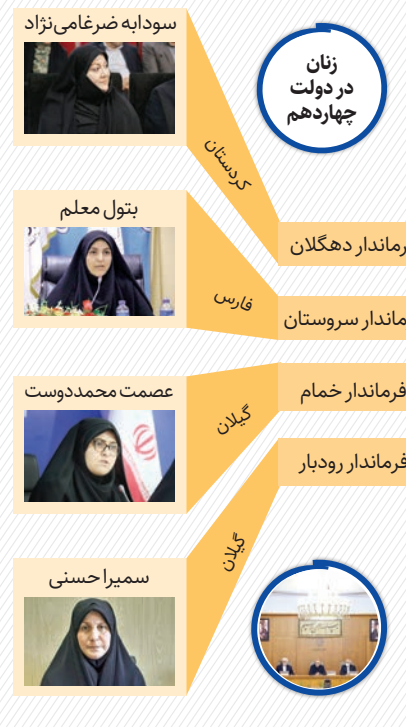 زنان
در دولت
چهاردهم
سودابه ضرغامی‌نژاد
کردستان
رماندار دهگلان
بتول معلم
فارس
ماندار سروستان
عصمت محمددوست
گیلان
فرماندار خمام
سمیرا حسنی
گیلان
فرماندار رودبار